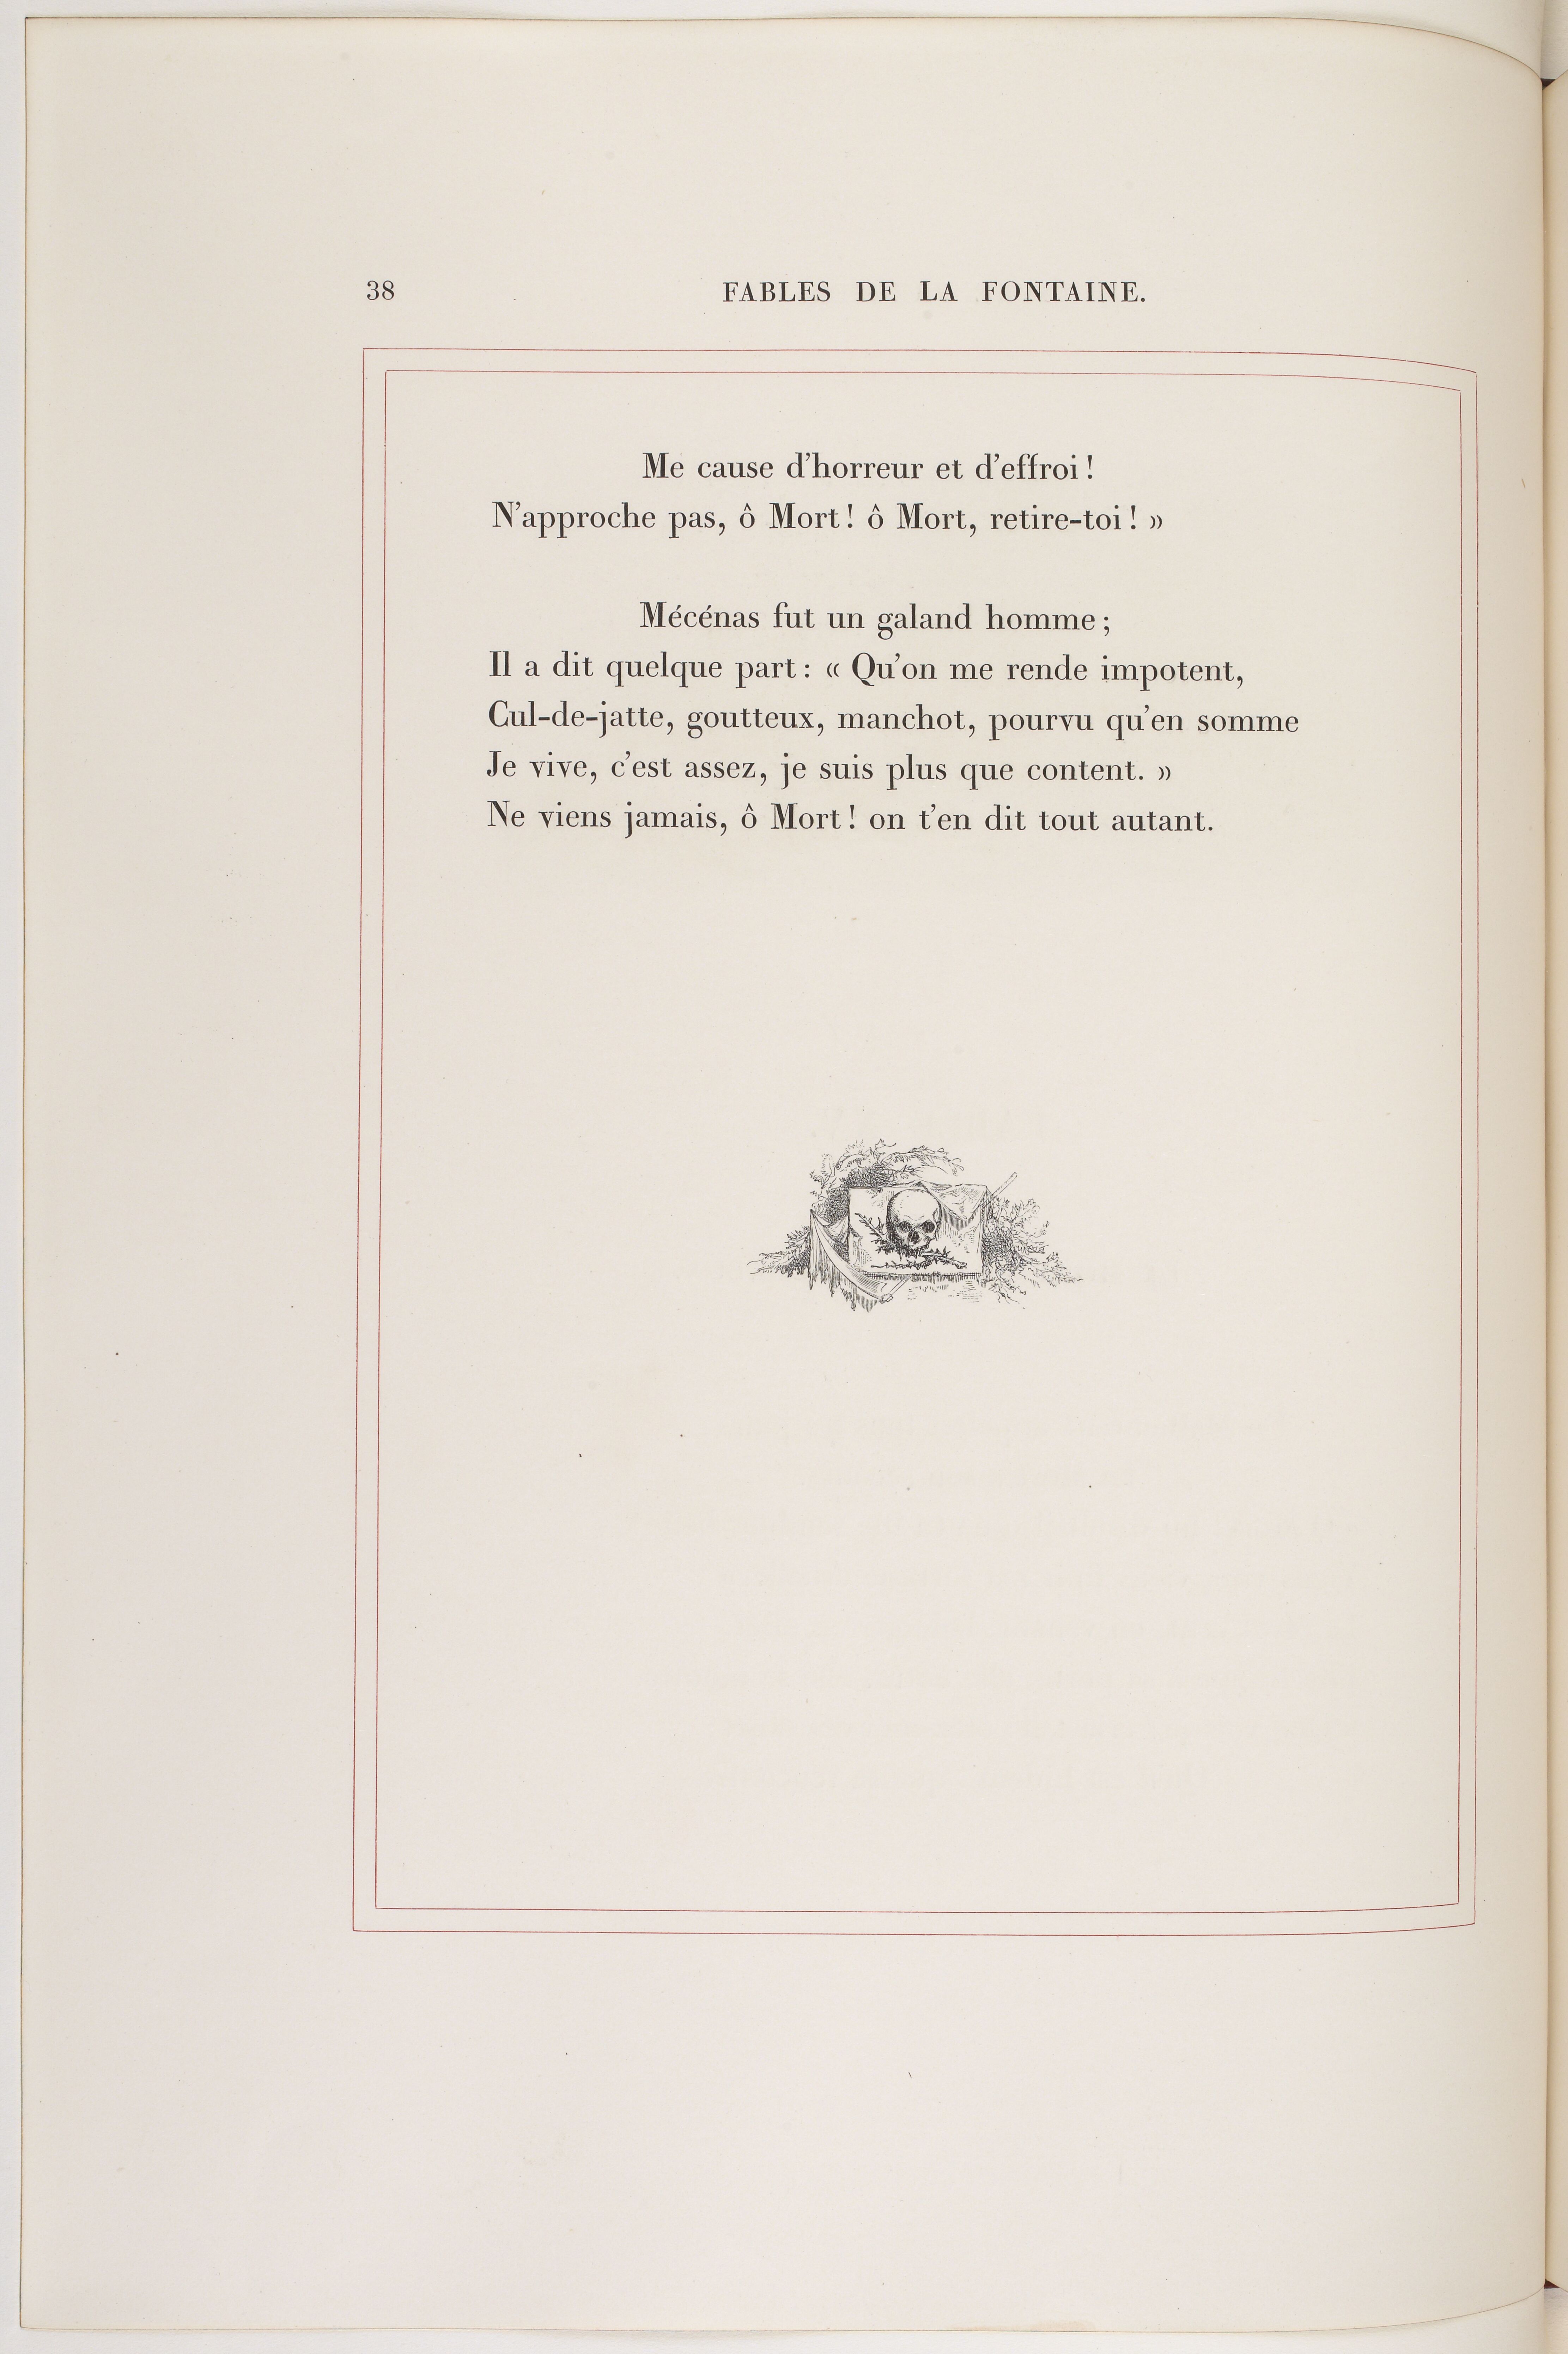 38
FABLES DE LA FONTAINE.
Me cause d'horreur et d'effroi !
N'approche pas, ô Mort ! ô Mort, retire-toi ! »
Mécénas fut un galand homme ;
Il a dit quelque part : « Qu'on me rende impotent,
Cul-de-jatte, goutteux, manchot, pourvu qu'en somme
Je vive, c'est assez, je suis plus que content. »
Ne viens jamais, ô Mort ! on t'en dit tout autant.